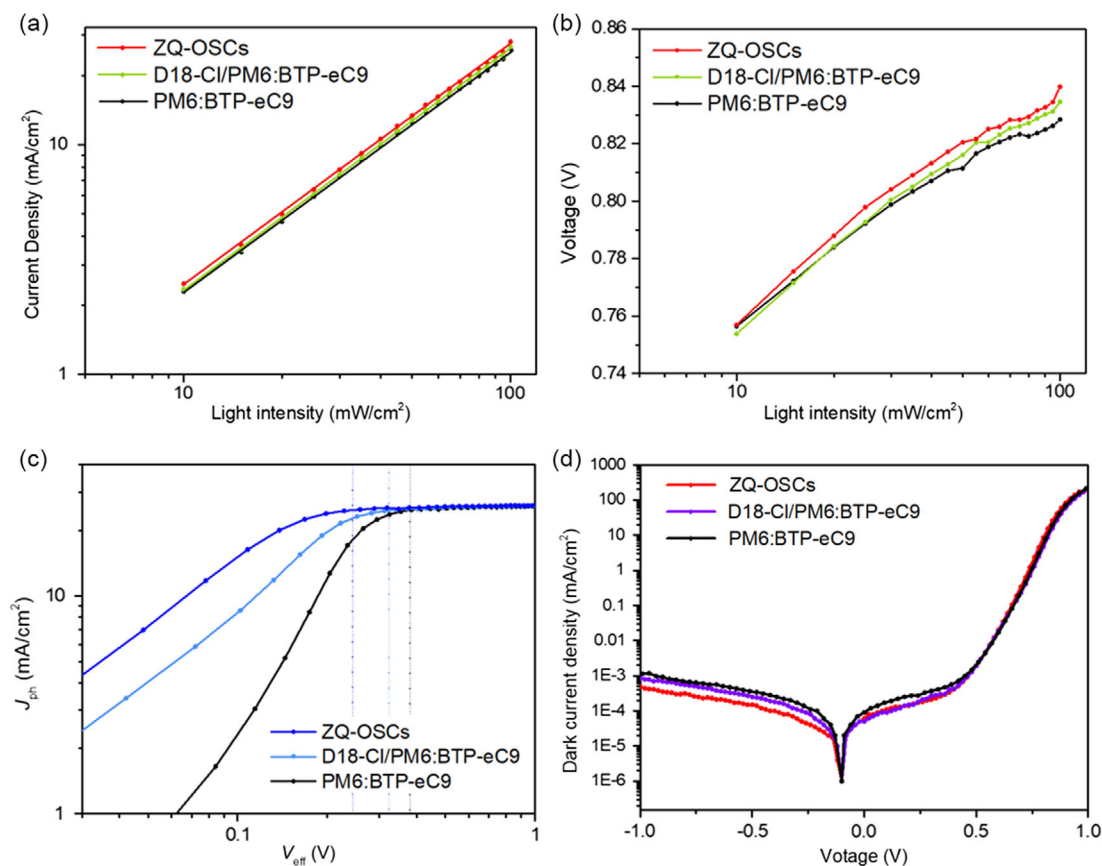 (a)
ZQ-OSCs
D18-Cl/PM6:BTP-eC9
PM6:BTP-eC9
Current Density (mA/cm²)
10
1
10
100
Light intensity (mW/cm²)
(b)
ZQ-OSCs
D18-Cl/PM6:BTP-eC9
PM6:BTP-eC9
Voltage (V)
0.86
0.84
0.82
0.80
0.78
0.76
0.74
10
100
Light intensity (mW/cm²)
(c)
J_ph (mA/cm²)
10
1
ZQ-OSCs
D18-Cl/PM6:BTP-eC9
PM6:BTP-eC9
0.1
1
V_eff (V)
(d)
ZQ-OSCs
D18-Cl/PM6:BTP-eC9
PM6:BTP-eC9
Dark current density (mA/cm²)
1000
100
10
1
0.1
0.01
1E-3
1E-4
1E-5
1E-6
-1.0
-0.5
0.0
0.5
1.0
Votage (V)